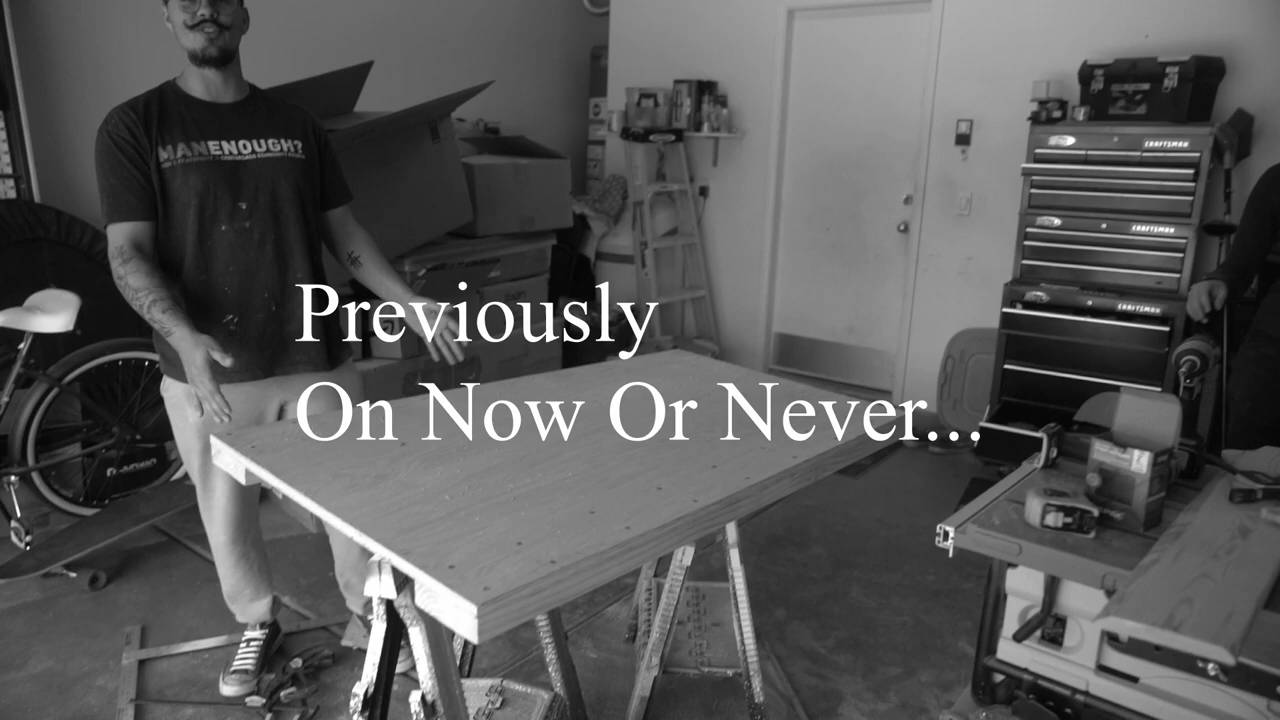 MANENOUGH?
CRAFTSMAN
CRAFTSMAN
Previously
CRAFTSMAN
On Now Or Never...